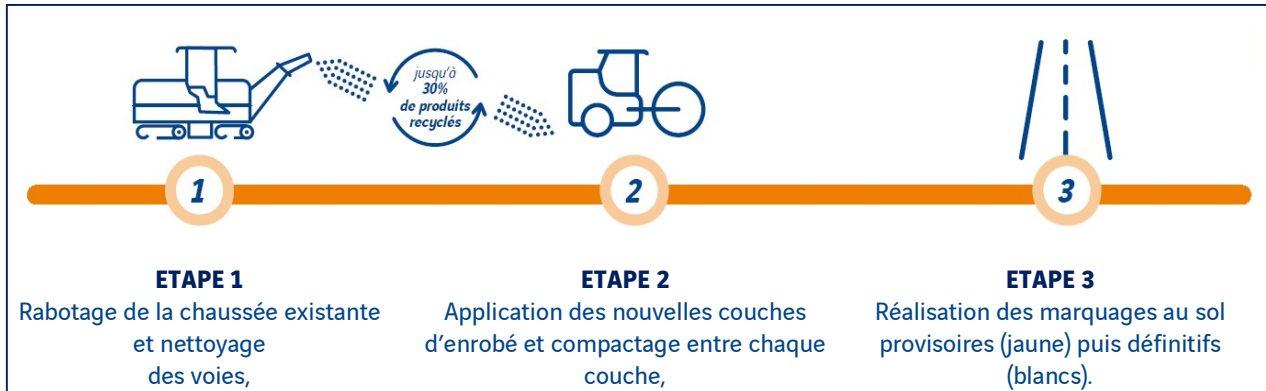 jusqu'à
30%
de produits
recyclés
1
2
3
ETAPE 1
Rabotage de la chaussée existante
et nettoyage
des voies,
ETAPE 2
Application des nouvelles couches
d'enrobé et compactage entre chaque
couche,
ETAPE 3
Réalisation des marquages au sol
provisoires (jaune) puis définitifs
(blancs).